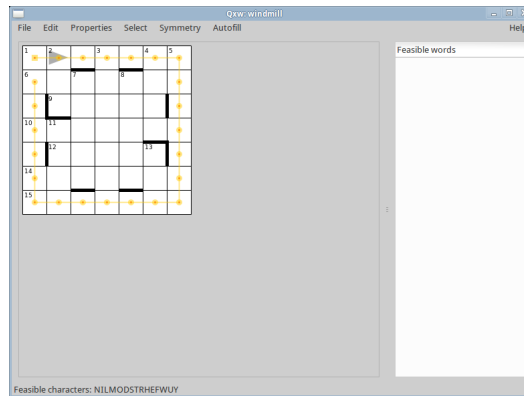 Qxw: windmill
File Edit Properties Select Symmetry Autofill Help
Feasible words
1 2 3 4 5
6 7 8
9
10 11
12 13
14
15
Feasible characters: NILMODSTRHEFWUY